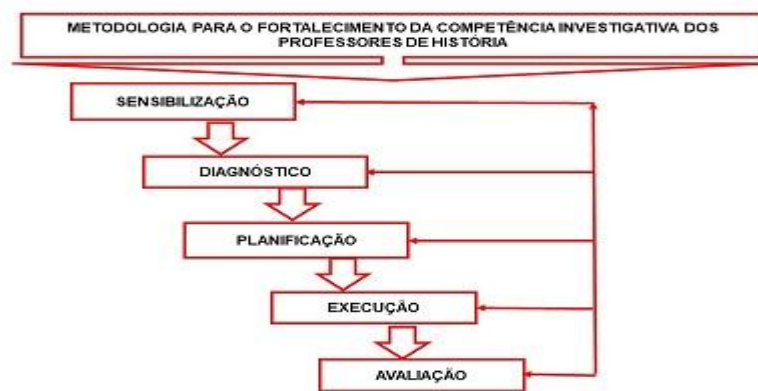 METODOLOGIA PARA O FORTALECIMENTO DA COMPETÊNCIA INVESTIGATIVA DOS
PROFESSORES DE HISTÓRIA
SENSIBILIZAÇÃO
DIAGNÓSTICO
PLANIFICAÇÃO
EXECUÇÃO
AVALIAÇÃO